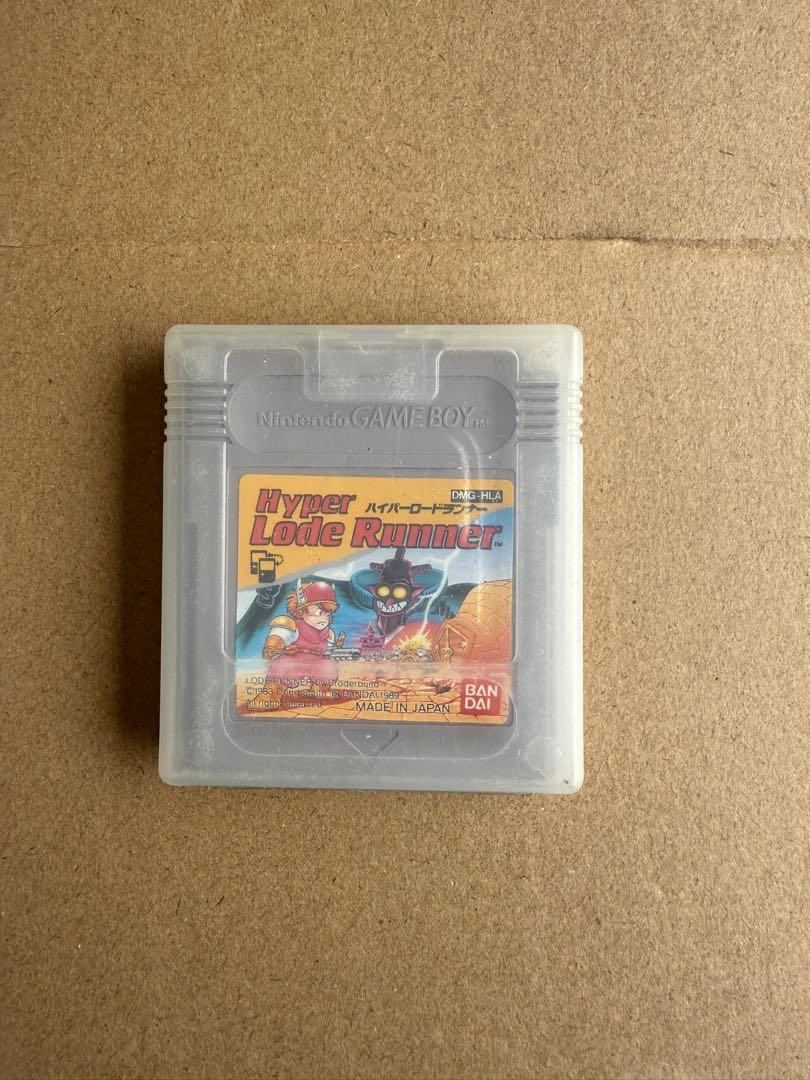 Nintendo GAME BOY TM
DMG-HLA
Hyper ハイパーロードランナー
Lode Runner TM
LODE RUNNER by Broderbund
©1983 Doug Smith © BANDAI 1989
All rights reserved
MADE IN JAPAN
BAN
DAI